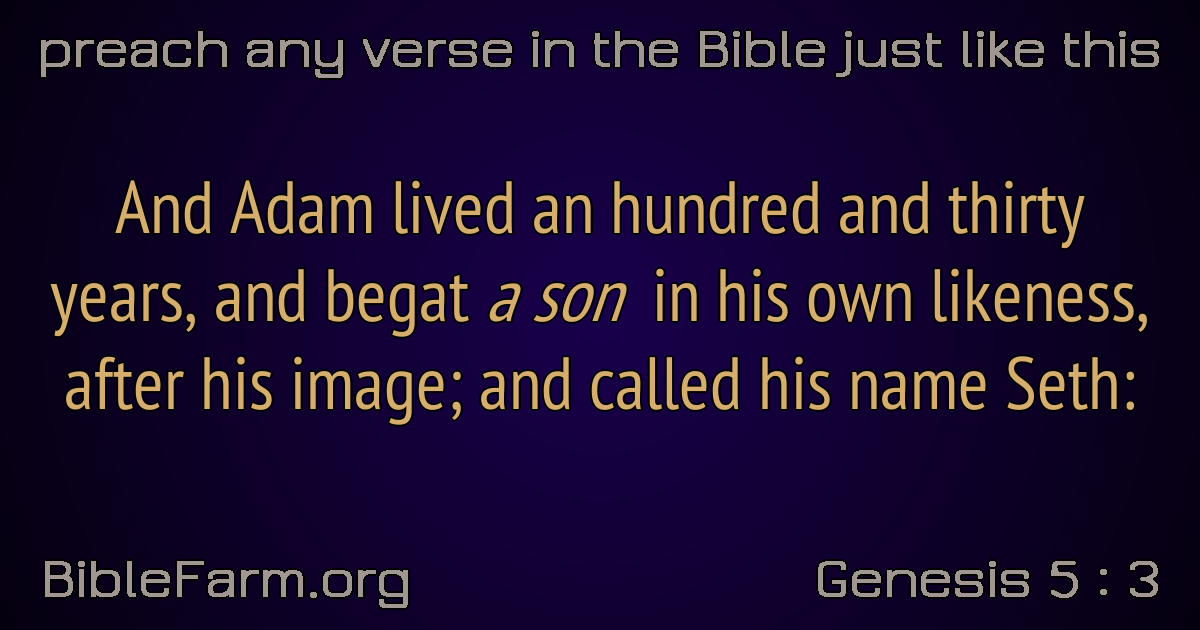 preach any verse in the Bible just like this
And Adam lived an hundred and thirty
years, and begat a son in his own likeness,
after his image; and called his name Seth:
BibleFarm.org
Genesis 5 : 3